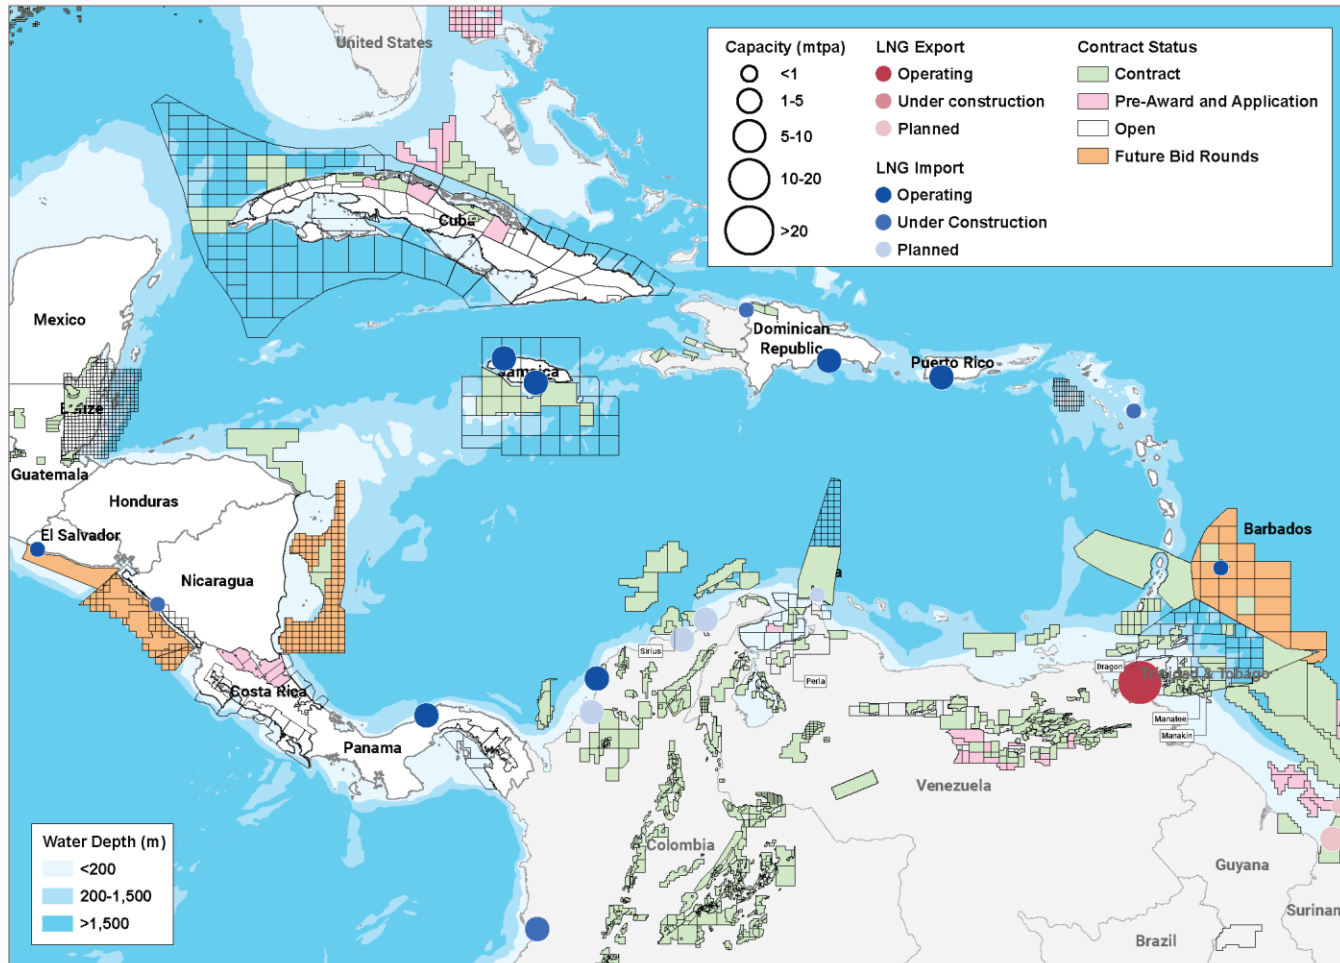 United States
Capacity (mtpa)
<1
1-5
5-10
10-20
>20
LNG Export
Operating
Under construction
Planned
LNG Import
Operating
Under Construction
Planned
Contract Status
Contract
Pre-Award and Application
Open
Future Bid Rounds
Cuba
Mexico
Dominican
Republic
Puerto Rico
Jamaica
Guatemala
Honduras
El Salvador
Nicaragua
Barbados
Costa Rica
Sirius
Perla
Dragon
Trinidad & Tobago
Manatee
Manakin
Panama
Venezuela
Colombia
Guyana
Surinam
Brazil
Water Depth (m)
<200
200-1,500
>1,500